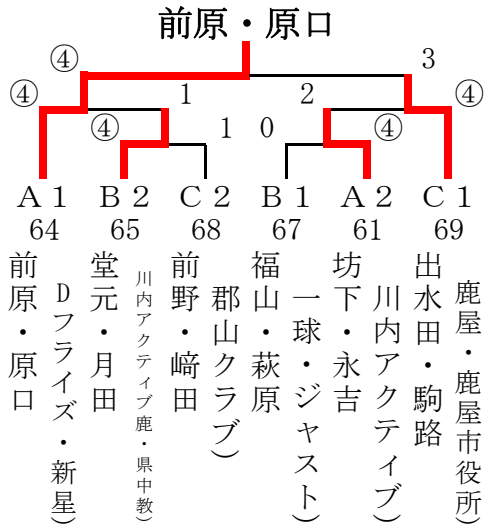 前原・原口
④ 3
④ 1 2 ④
④ 1 0 ④
A1 B2 C2 B1 A2 C1
64 65 68 67 61 69
前原・原口
Dフライズ・新星)
堂元・月田
川内アクティブ鹿・県中教)
前野・﨑田
郡山クラブ)
福山・萩原
一球・ジャスト)
坊下・永吉
川内アクティブ)
出水田・駒路
鹿屋・鹿屋市役所)